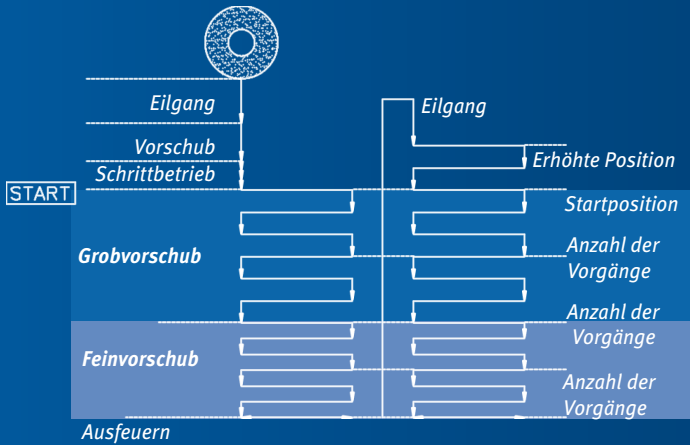 Eilgang
Vorschub
Schrittbetrieb
START
Grobvorschub
Feinvorschub
Ausfeuern
Eilgang
Erhöhte Position
Startposition
Anzahl der
Vorgänge
Anzahl der
Vorgänge
Anzahl der
Vorgänge